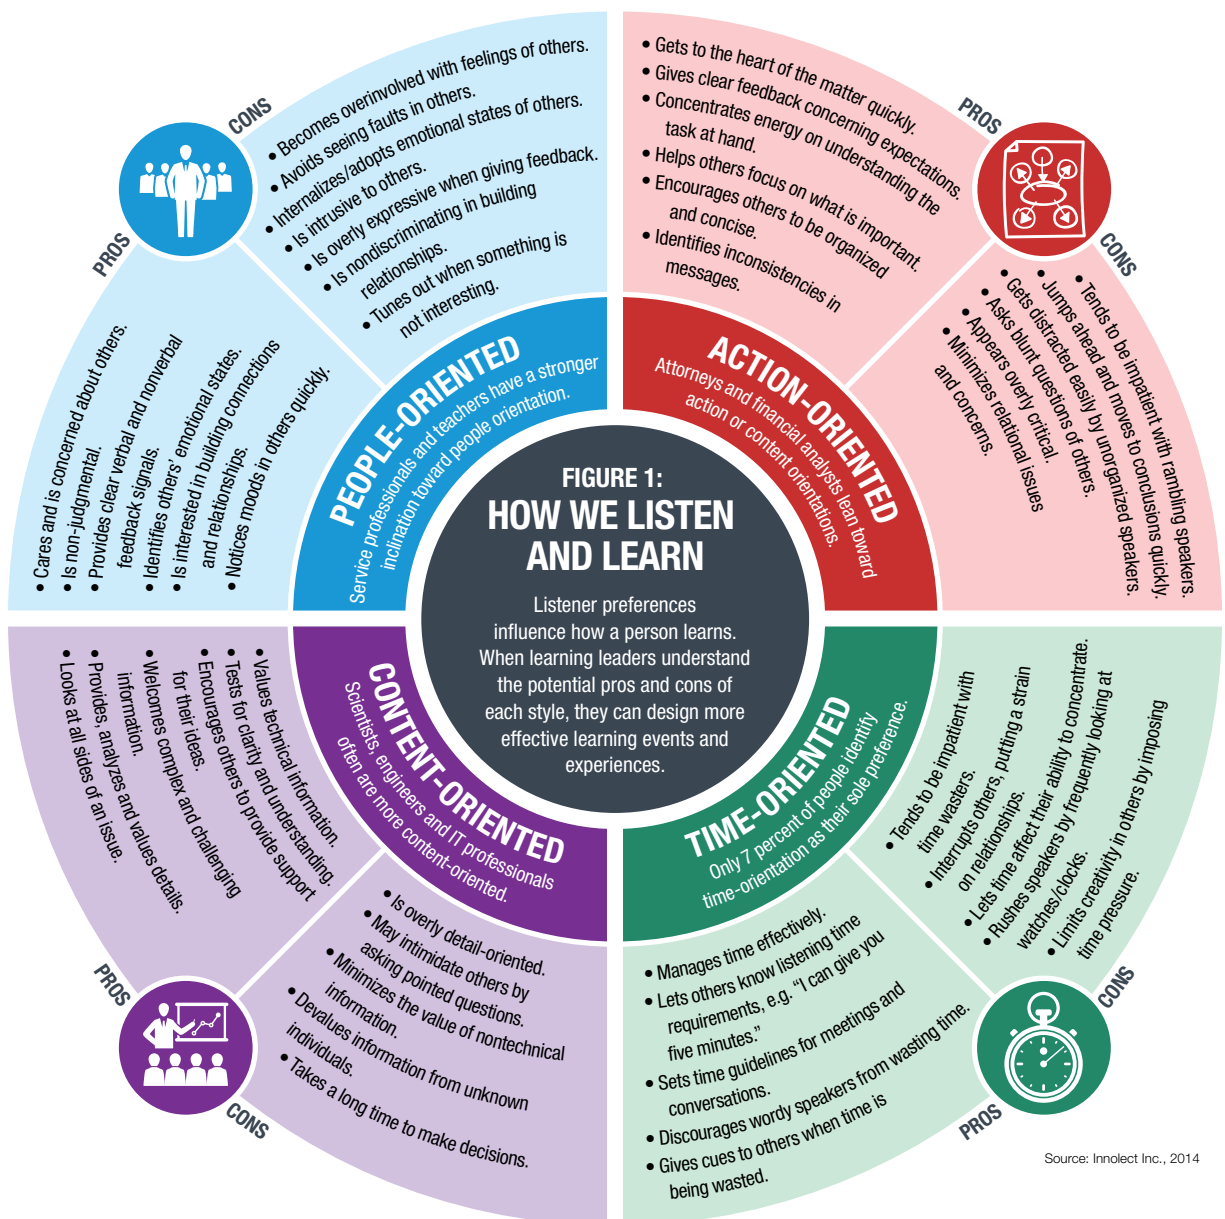 FIGURE 1:
HOW WE LISTEN
AND LEARN
Listener preferences
influence how a person learns.
When learning leaders understand
the potential pros and cons of
each style, they can design more
effective learning events and
experiences.
PEOPLE-ORIENTED
Service professionals and teachers have a stronger
inclination toward people orientation.
PROS
• Cares and is concerned about others.
• Is non-judgmental.
• Provides clear verbal and nonverbal
feedback signals.
• Identifies others’ emotional states.
• Is interested in building connections
and relationships.
• Notices moods in others quickly.
CONS
• Becomes overinvolved with feelings of others.
• Avoids seeing faults in others.
• Internalizes/adopts emotional states of others.
• Is intrusive to others.
• Is overly expressive when giving feedback.
• Is nondiscriminating in building
relationships.
• Tunes out when something is
not interesting.
ACTION-ORIENTED
Attorneys and financial analysts lean toward
action or content orientations.
PROS
• Gets to the heart of the matter quickly.
• Gives clear feedback concerning expectations.
• Concentrates energy on understanding the
task at hand.
• Helps others focus on what is important.
• Encourages others to be organized
and concise.
• Identifies inconsistencies in
messages.
CONS
• Tends to be impatient with rambling speakers.
• Jumps ahead and moves to conclusions quickly.
• Gets distracted easily by unorganized speakers.
• Asks blunt questions of others.
• Appears overly critical.
• Minimizes relational issues
and concerns.
CONTENT-ORIENTED
Scientists, engineers and IT professionals
often are more content-oriented.
PROS
• Values technical information.
• Tests for clarity and understanding.
• Encourages others to provide support
for their ideas.
• Welcomes complex and challenging
information.
• Provides, analyzes and values details.
• Looks at all sides of an issue.
CONS
• Is overly detail-oriented.
• May intimidate others by
asking pointed questions.
• Minimizes the value of nontechnical
information.
• Devalues information from unknown
individuals.
• Takes a long time to make decisions.
TIME-ORIENTED
Only 7 percent of people identify
time-orientation as their sole preference.
CONS
• Tends to be impatient with
time wasters.
• Interrupts others, putting a strain
on relationships.
• Lets time affect their ability to concentrate.
• Rushes speakers by frequently looking at
watches/clocks.
• Limits creativity in others by imposing
time pressure.
PROS
• Manages time effectively.
• Lets others know listening time
requirements, e.g. “I can give you
five minutes.”
• Sets time guidelines for meetings and
conversations.
• Discourages wordy speakers from wasting time.
• Gives cues to others when time is
being wasted.
Source: Innolect Inc., 2014